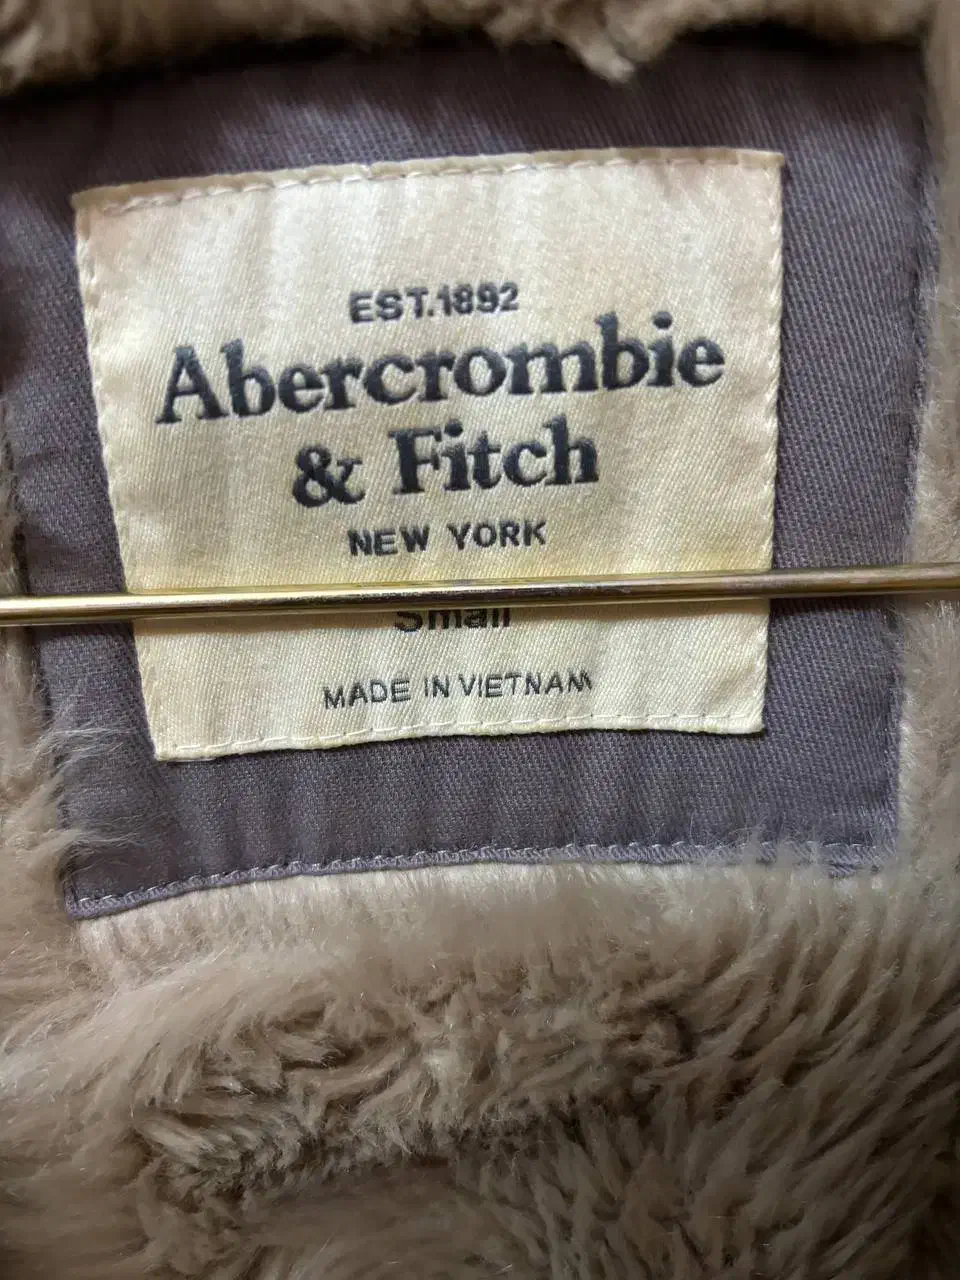 EST.1892
Abercrombie
& Fitch
NEW YORK
Small
MADE IN VIETNAM